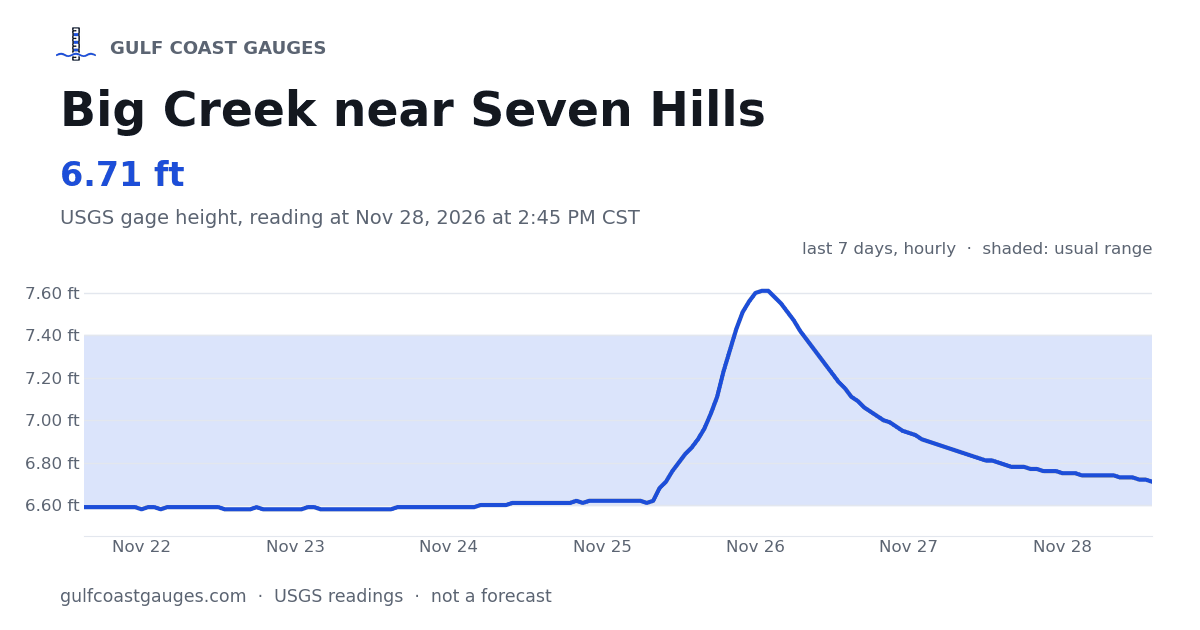 GULF COAST GAUGES
Big Creek near Seven Hills
6.71 ft
USGS gage height, reading at Nov 28, 2026 at 2:45 PM CST
last 7 days, hourly · shaded: usual range
7.60 ft
7.40 ft
7.20 ft
7.00 ft
6.80 ft
6.60 ft
Nov 22 Nov 23 Nov 24 Nov 25 Nov 26 Nov 27 Nov 28
gulfcoastgauges.com · USGS readings · not a forecast